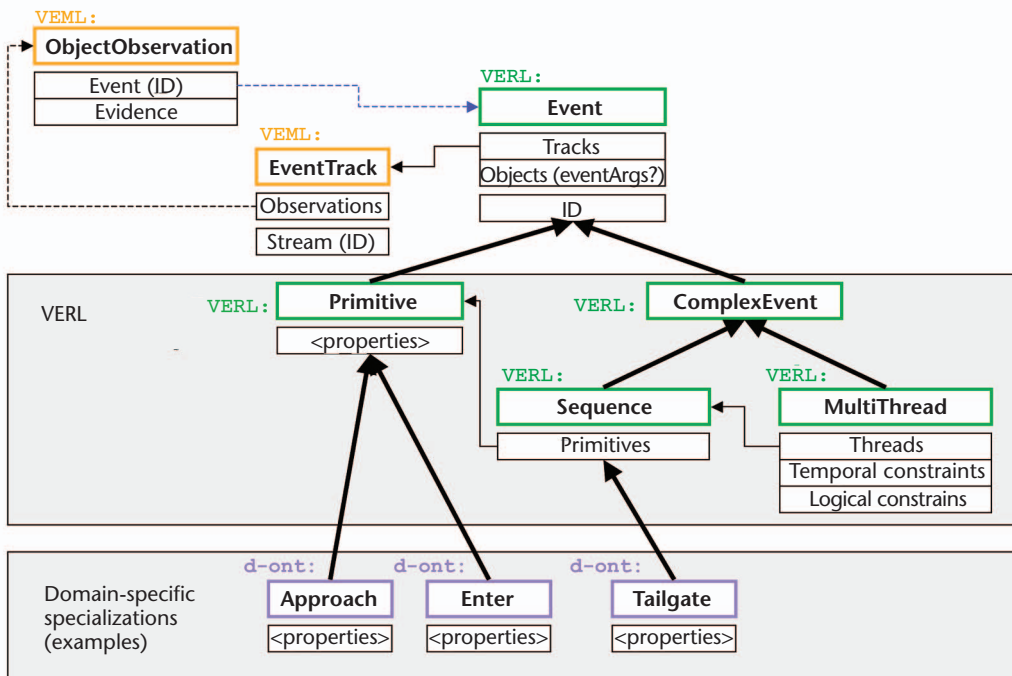 VEML:
ObjectObservation
Event (ID)
Evidence
VERL:
Event
Tracks
Objects (eventArgs?)
ID
VEML:
EventTrack
Observations
Stream (ID)
VERL
VERL:
Primitive
<properties>
VERL:
ComplexEvent
VERL:
Sequence
Primitives
VERL:
MultiThread
Threads
Temporal constraints
Logical constrains
Domain-specific
specializations
(examples)
d-ont:
Approach
<properties>
d-ont:
Enter
<properties>
d-ont:
Tailgate
<properties>